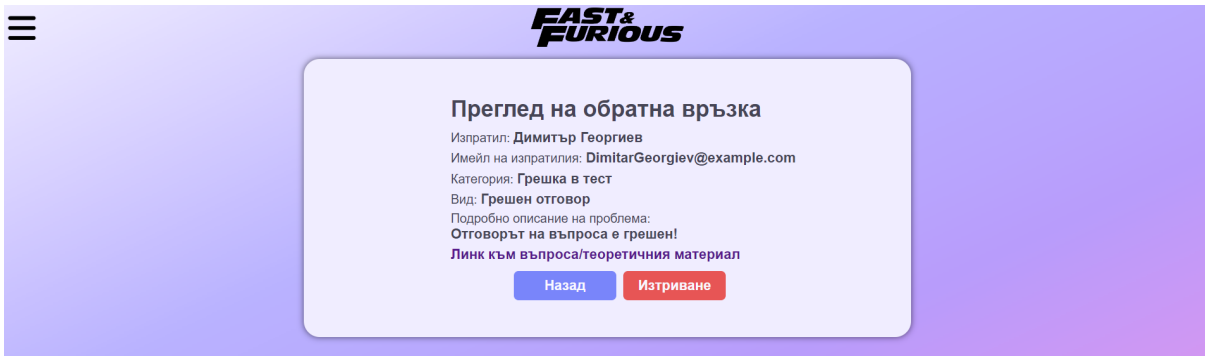 FAST&
FURIOUS
Преглед на обратна връзка
Изпратил: Димитър Георгиев
Имейл на изпратилия: DimitarGeorgiev@example.com
Категория: Грешка в тест
Вид: Грешен отговор
Подробно описание на проблема:
Отговорът на въпроса е грешен!
Линк към въпроса/теоретичния материал
Назад Изтриване